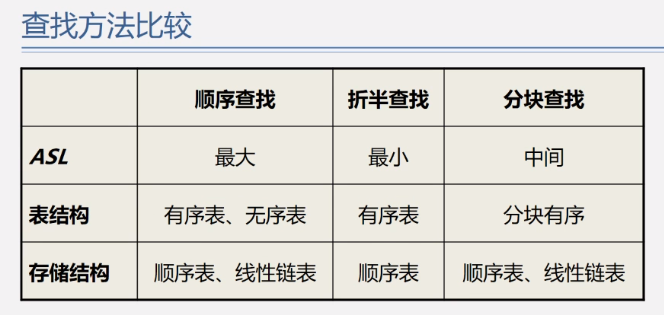 查找方法比较
顺序查找 折半查找 分块查找
ASL 最大 最小 中间
表结构 有序表、无序表 有序表 分块有序
存储结构 顺序表、线性链表 顺序表 顺序表、线性链表